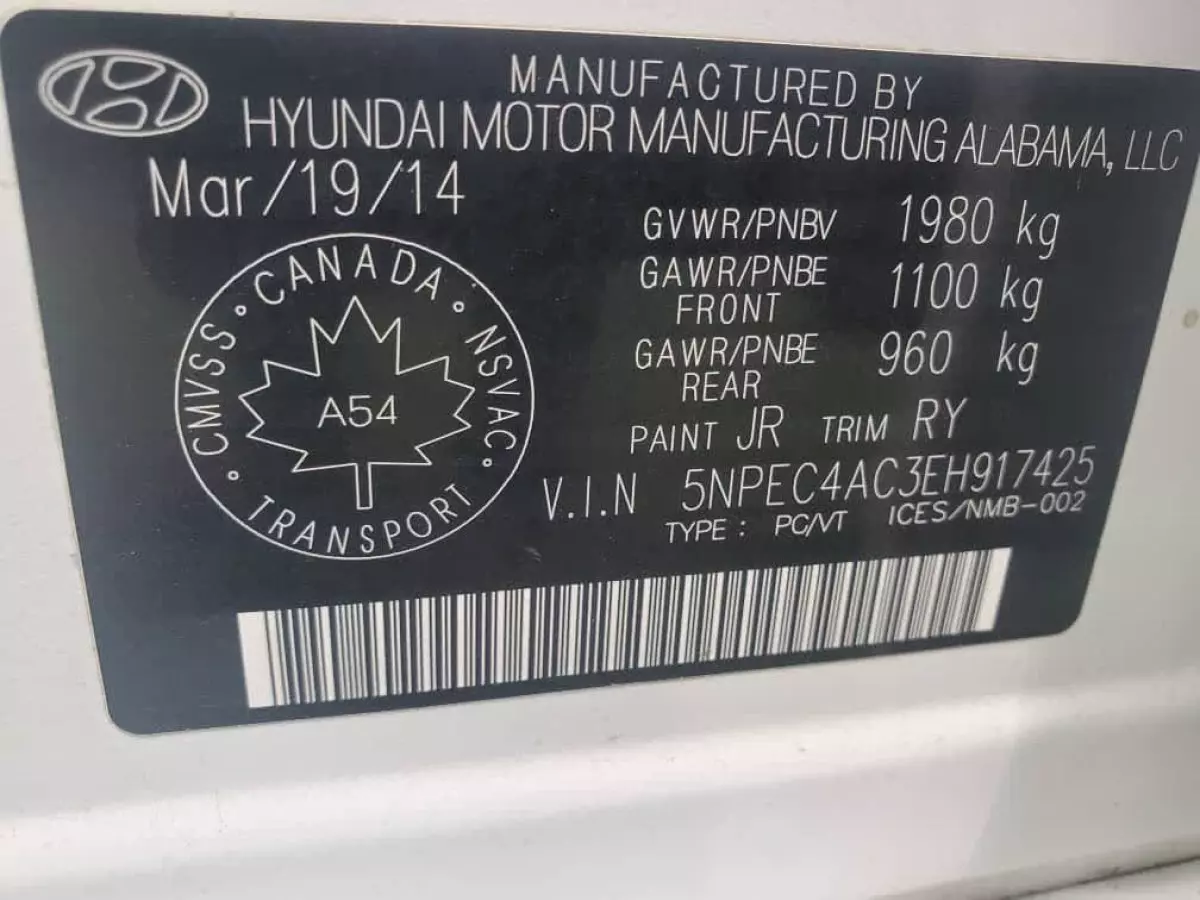 MANUFACTURED BY
HYUNDAI MOTOR MANUFACTURING ALABAMA, LLC
Mar/19/14
GVWR/PNBV 1980 kg
GAWR/PNBE 1100 kg
FRONT
GAWR/PNBE 960 kg
REAR
PAINT JR TRIM RY
V.I.N 5NPEC4AC3EH917425
TYPE : PC/VT ICES/NMB-002
CMVSS • CANADA • NSVAC • TRANSPORT •
A54